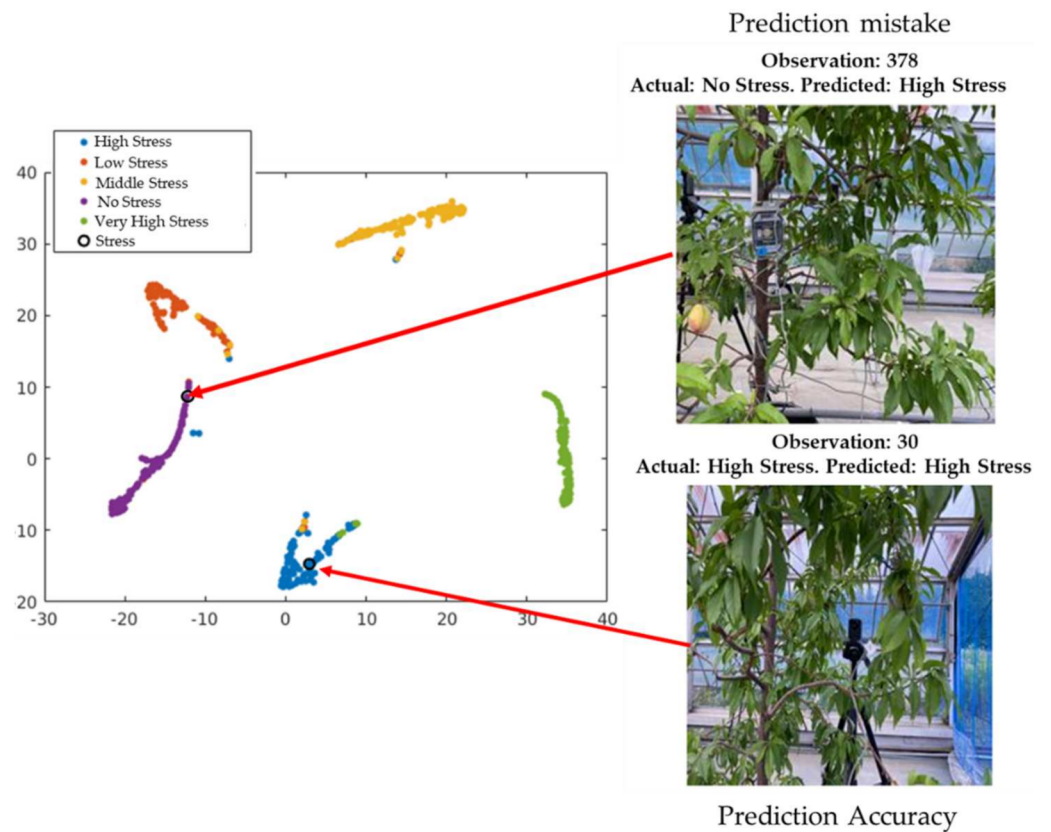 Prediction mistake
Observation: 378
Actual: No Stress. Predicted: High Stress
High Stress
Low Stress
Middle Stress
No Stress
Very High Stress
Stress
40
30
20
10
0
-10
20
-30
-20
-10
0
10
20
30
40
Observation: 30
Actual: High Stress. Predicted: High Stress
Prediction Accuracy